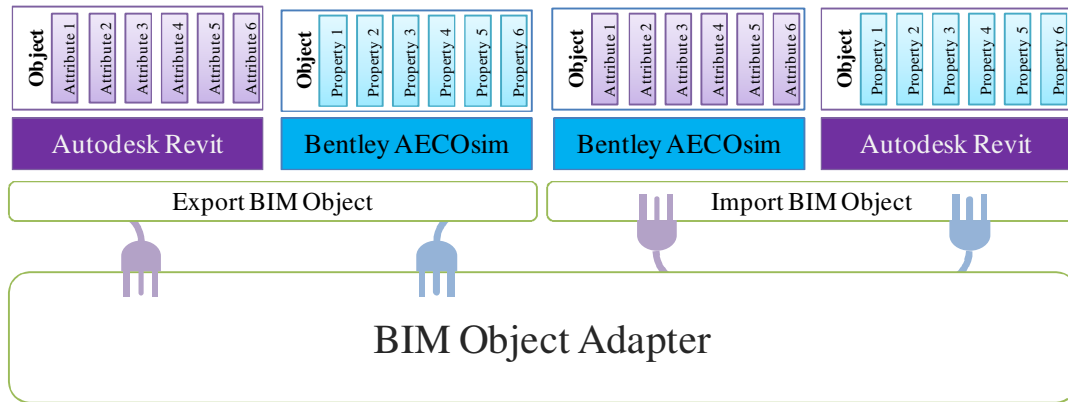 Object
Attribute 1
Attribute 2
Attribute 3
Attribute 4
Attribute 5
Attribute 6
Autodesk Revit
Object
Property 1
Property 2
Property 3
Property 4
Property 5
Property 6
Bentley AECOsim
Object
Attribute 1
Attribute 2
Attribute 3
Attribute 4
Attribute 5
Attribute 6
Bentley AECOsim
Object
Property 1
Property 2
Property 3
Property 4
Property 5
Property 6
Autodesk Revit
Export BIM Object
Import BIM Object
BIM Object Adapter